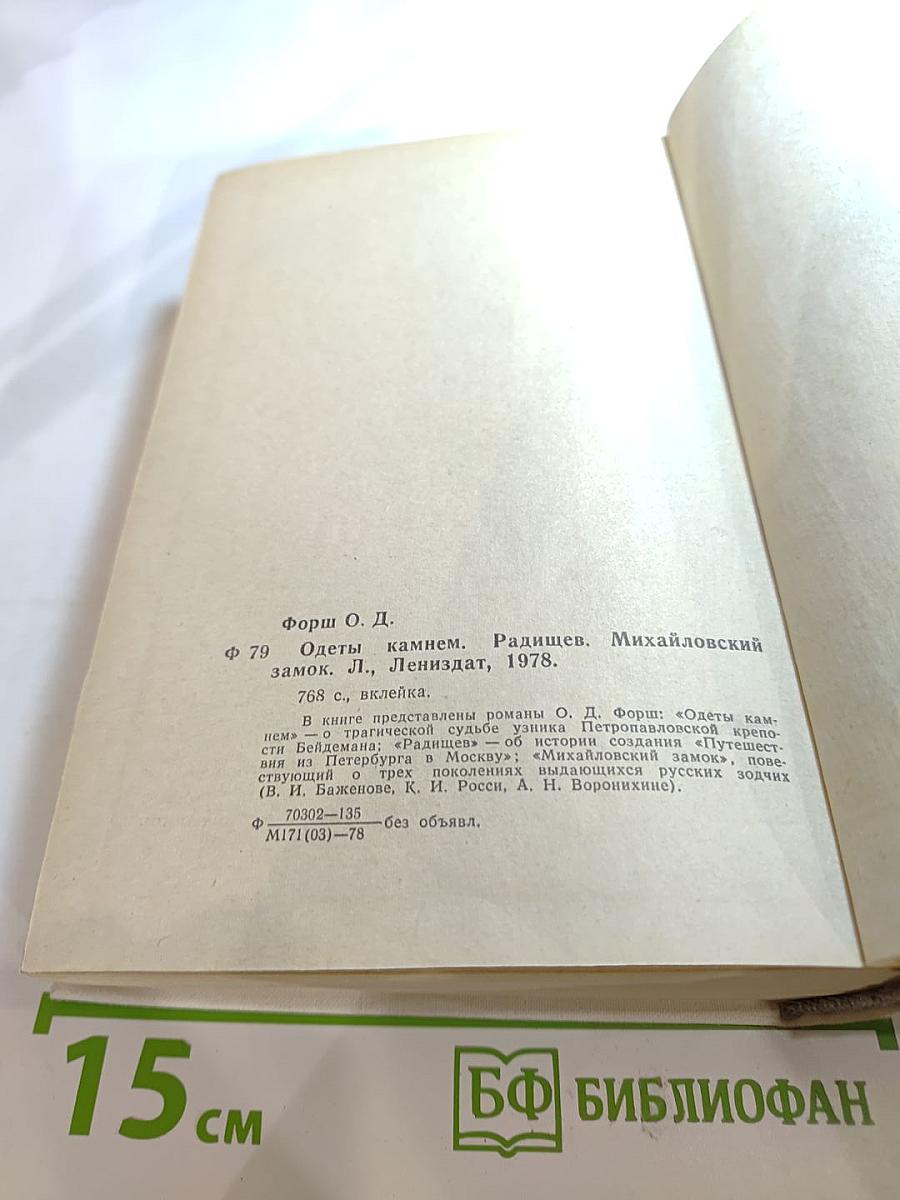 Форш О. Д.
Ф 79 Одеты камнем. Радищев. Михайловский
замок. Л., Лениздат, 1978.
768 с., вклейка.
В книге представлены романы О. Д. Форш: «Одеты кам-
нем» — о трагической судьбе узника Петропавловской крепо-
сти Бейдемана; «Радищев» — об истории создания «Путешест-
вия из Петербурга в Москву»; «Михайловский замок», пове-
ствующий о трех поколениях выдающихся русских зодчих
(В. И. Баженове, К. И. Росси, А. Н. Воронихине).
70302—135
Ф — без объявл.
М171(03)—78
15 см
БФ БИБЛИОФАН